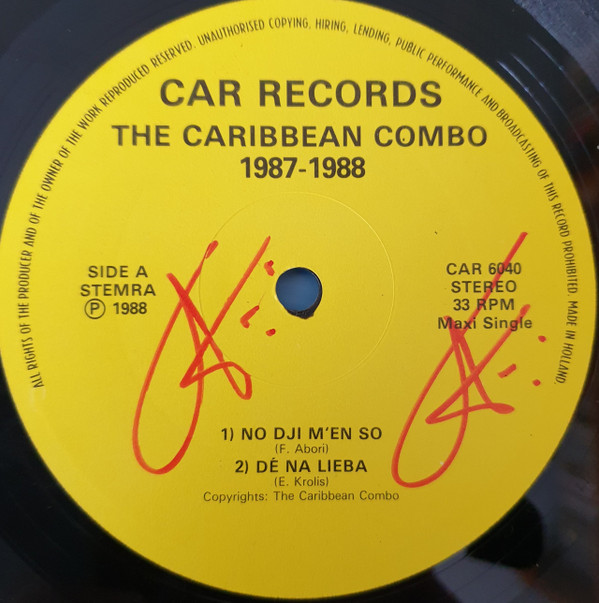 ALL RIGHTS OF THE PRODUCER AND OF THE OWNER OF THE WORK REPRODUCED RESERVED. UNAUTHORISED COPYING, HIRING, LENDING, PUBLIC PERFORMANCE AND BROADCASTING OF THIS RECORD PROHIBITED. MADE IN HOLLAND.
CAR RECORDS
THE CARIBBEAN COMBO
1987-1988
SIDE A
STEMRA
Ⓟ 1988
CAR 6040
STEREO
33 RPM
Maxi Single
1) NO DJI M'EN SO
(F. Abori)
2) DÉ NA LIEBA
(E. Krolis)
Copyrights: The Caribbean Combo